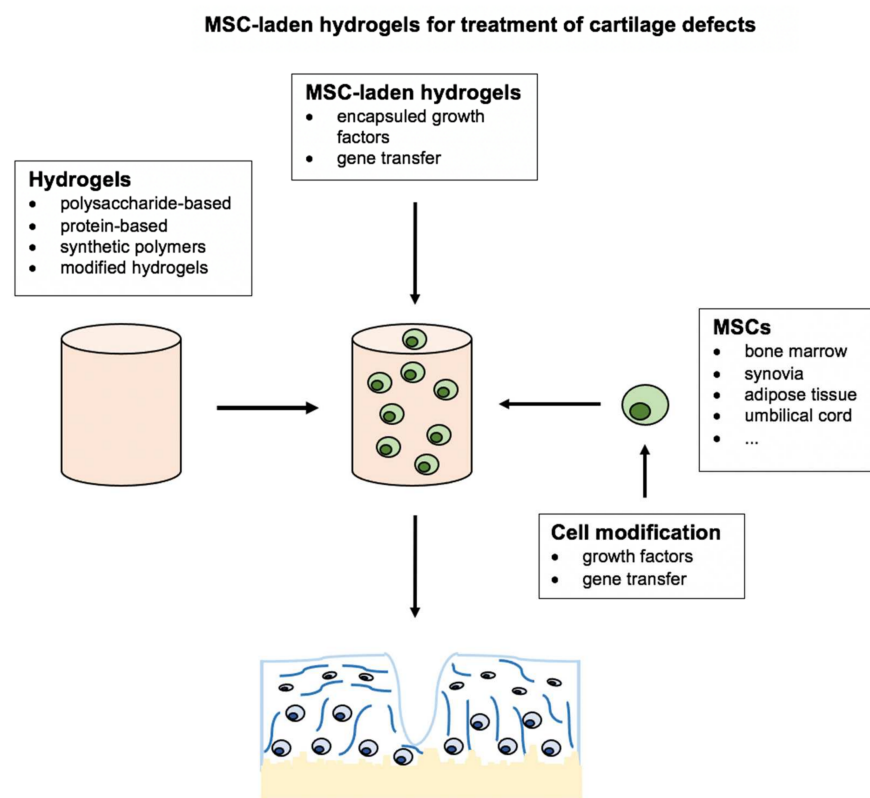 MSC-laden hydrogels for treatment of cartilage defects
MSC-laden hydrogels
• encapsuled growth
factors
• gene transfer
Hydrogels
• polysaccharide-based
• protein-based
• synthetic polymers
• modified hydrogels
MSCs
• bone marrow
• synovia
• adipose tissue
• umbilical cord
• ...
Cell modification
• growth factors
• gene transfer